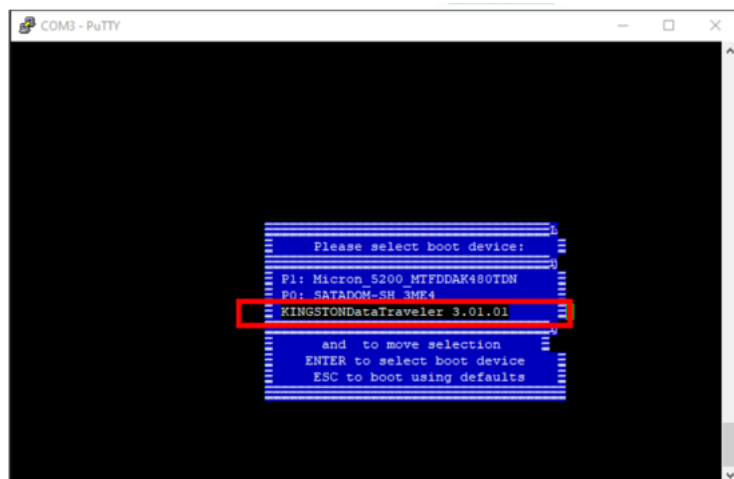 COM3 - PuTTY
Please select boot device:
P1: Micron_5200_MTFDDAK480TDN
P0: SATADOM-SH 3ME4
KINGSTONDataTraveler 3.01.01
and to move selection
ENTER to select boot device
ESC to boot using defaults